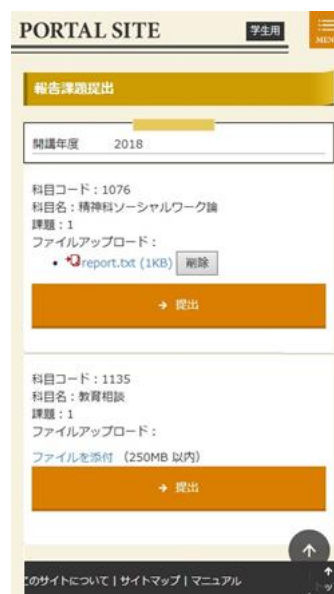 PORTAL SITE
学生用
MEN
報告課題提出
開講年度 2018
科目コード：1076
科目名：精神科ソーシャルワーク論
課題：1
ファイルアップロード：
report.txt (1KB) 削除
→ 提出
科目コード：1135
科目名：教育相談
課題：1
ファイルアップロード：
ファイルを添付 （250MB 以内）
→ 提出
このサイトについて | サイトマップ | マニュアル